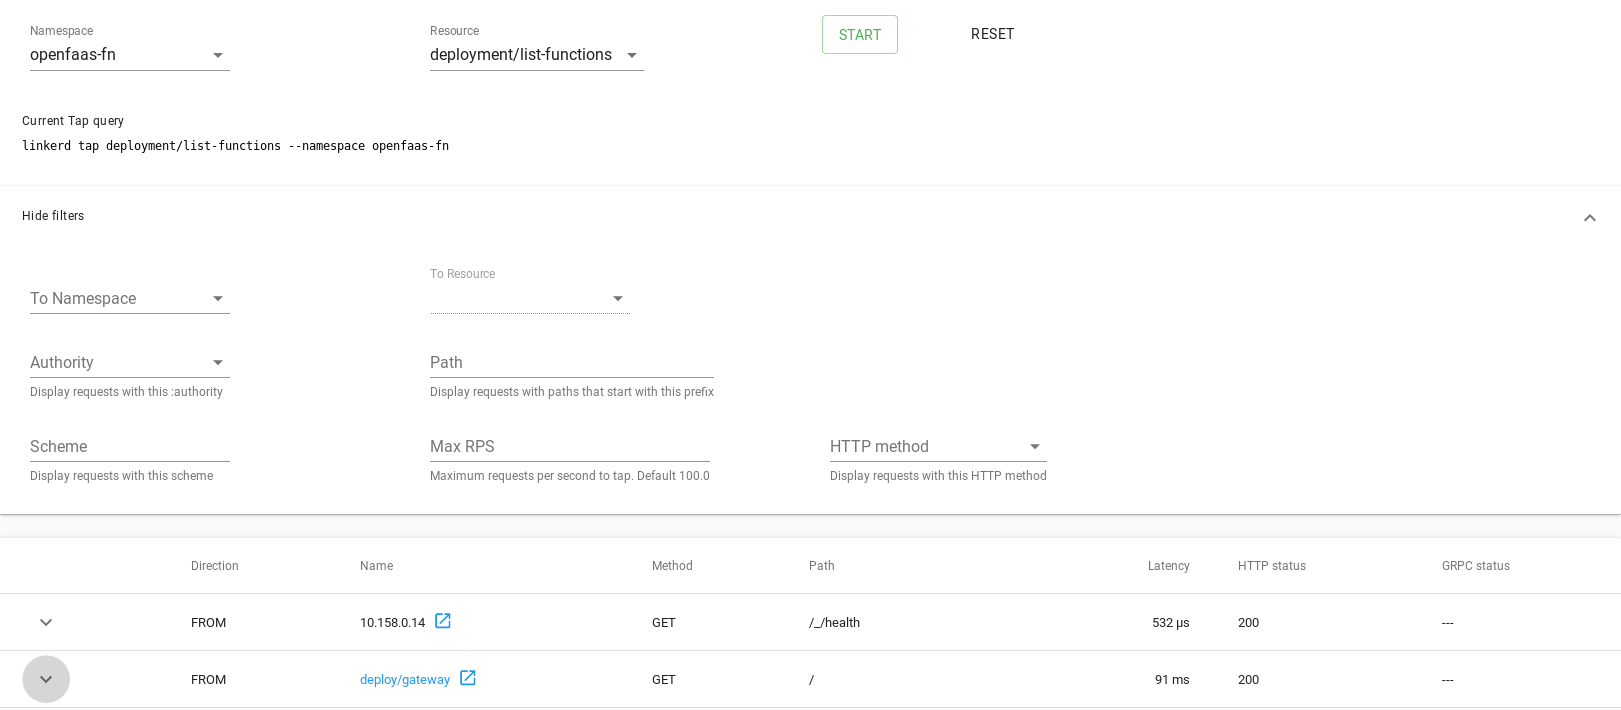 Namespace Resource
openfaas-fn deployment/list-functions START RESET
Current Tap query
linkerd tap deployment/list-functions --namespace openfaas-fn
Hide filters
To Resource
To Namespace
Authority Path
Display requests with this :authority Display requests with paths that start with this prefix
Scheme Max RPS HTTP method
Display requests with this scheme Maximum requests per second to tap. Default 100.0 Display requests with this HTTP method
Direction Name Method Path Latency HTTP status GRPC status
FROM 10.158.0.14 GET /_/health 532 µs 200 ---
FROM deploy/gateway GET / 91 ms 200 ---